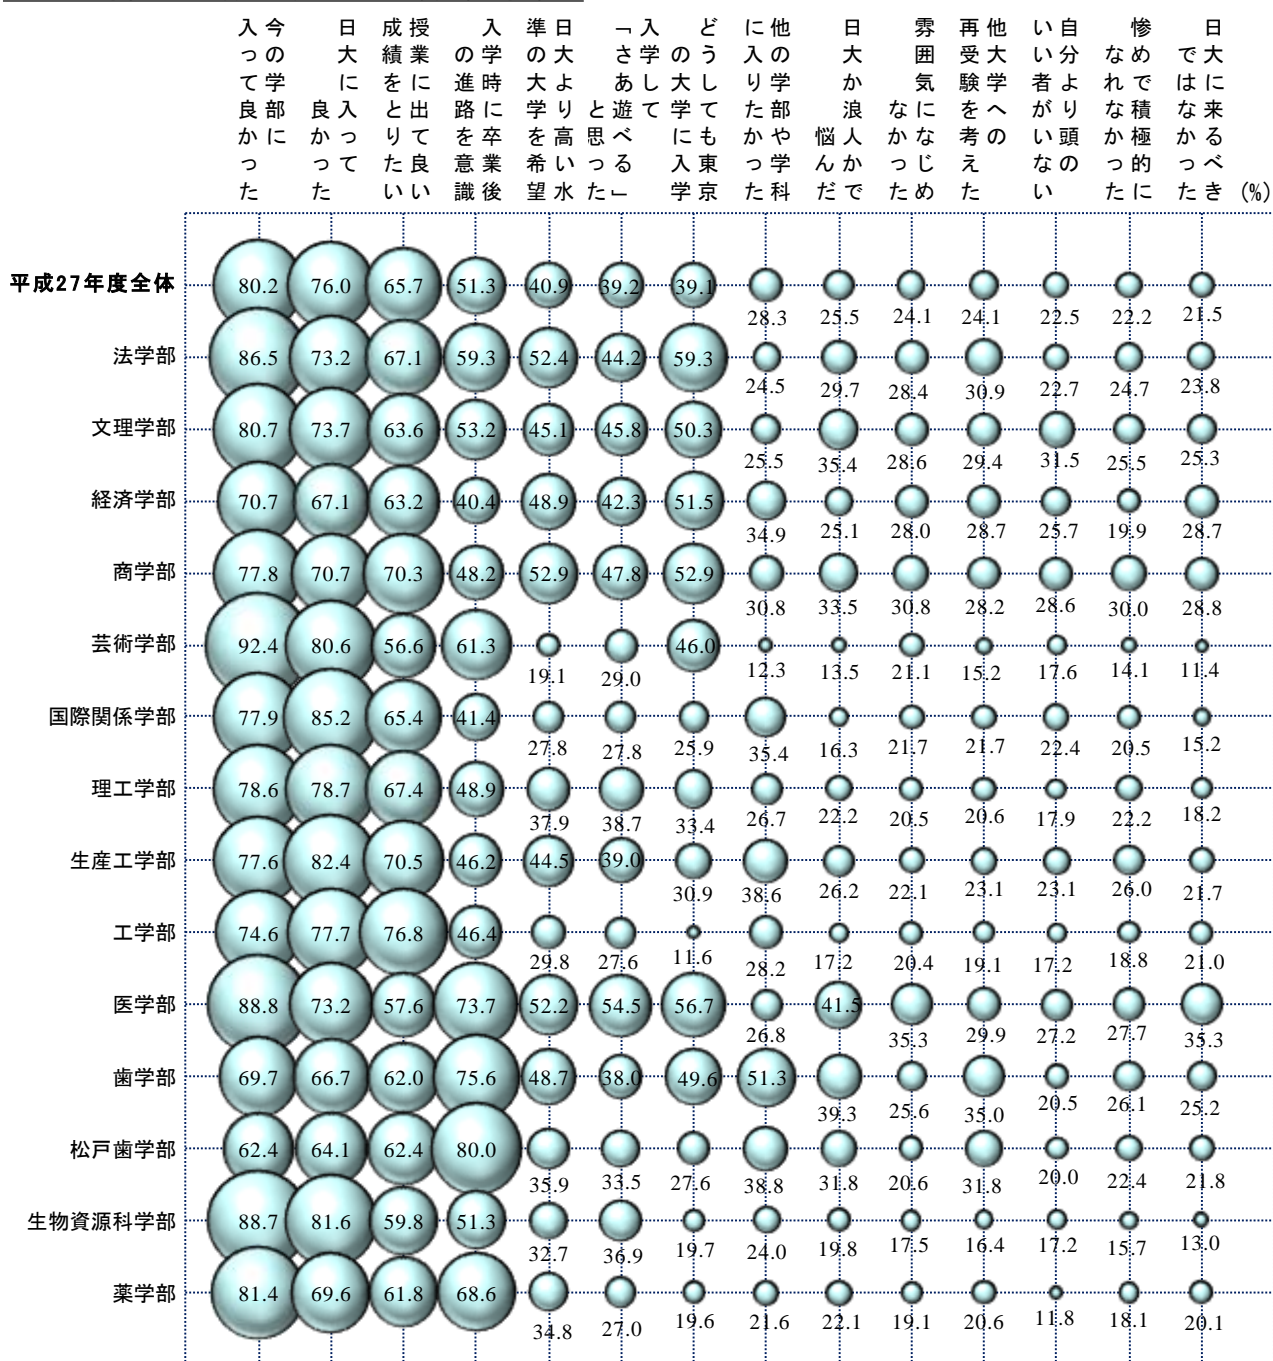 今の学部に
入って良かった
日大に入って
良かった
授業に出て良い
成績をとりたい
入学時に卒業後
の進路を意識
日大より高い水
準の大学を希望
入学して
「さあ遊べる」
と思った
どうしても東京
の大学に入学
他の学部や学科
に入りたかった
日大か浪人かで
悩んだ
雰囲気になじめ
なかった
他大学への
再受験を考えた
自分より頭の
いい者がいない
惨めで積極的に
なれなかった
日大に来るべき
ではなかった
(%)
平成27年度全体 80.2 76.0 65.7 51.3 40.9 39.2 39.1 28.3 25.5 24.1 24.1 22.5 22.2 21.5
法学部 86.5 73.2 67.1 59.3 52.4 44.2 59.3 24.5 29.7 28.4 30.9 22.7 24.7 23.8
文理学部 80.7 73.7 63.6 53.2 45.1 45.8 50.3 25.5 35.4 28.6 29.4 31.5 25.5 25.3
経済学部 70.7 67.1 63.2 40.4 48.9 42.3 51.5 34.9 25.1 28.0 28.7 25.7 19.9 28.7
商学部 77.8 70.7 70.3 48.2 52.9 47.8 52.9 30.8 33.5 30.8 28.2 28.6 30.0 28.8
芸術学部 92.4 80.6 56.6 61.3 19.1 29.0 46.0 12.3 13.5 21.1 15.2 17.6 14.1 11.4
国際関係学部 77.9 85.2 65.4 41.4 27.8 27.8 25.9 35.4 16.3 21.7 21.7 22.4 20.5 15.2
理工学部 78.6 78.7 67.4 48.9 37.9 38.7 33.4 26.7 22.2 20.5 20.6 17.9 22.2 18.2
生産工学部 77.6 82.4 70.5 46.2 44.5 39.0 30.9 38.6 26.2 22.1 23.1 23.1 26.0 21.7
工学部 74.6 77.7 76.8 46.4 29.8 27.6 11.6 28.2 17.2 20.4 19.1 17.2 18.8 21.0
医学部 88.8 73.2 57.6 73.7 52.2 54.5 56.7 26.8 41.5 35.3 29.9 27.2 27.7 35.3
歯学部 69.7 66.7 62.0 75.6 48.7 38.0 49.6 51.3 39.3 25.6 35.0 20.5 26.1 25.2
松戸歯学部 62.4 64.1 62.4 80.0 35.9 33.5 27.6 38.8 31.8 20.6 31.8 20.0 22.4 21.8
生物資源科学部 88.7 81.6 59.8 51.3 32.7 36.9 19.7 24.0 19.8 17.5 16.4 17.2 15.7 13.0
薬学部 81.4 69.6 61.8 68.6 34.8 27.0 19.6 21.6 22.1 19.1 20.6 11.8 18.1 20.1